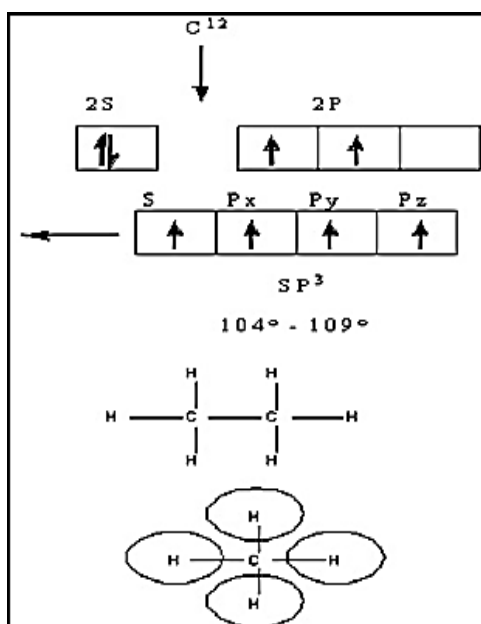 C¹²
2S 2P
S Px Py Pz
SP³
104° - 109°
H H
H C C H
H H
H
H C H
H